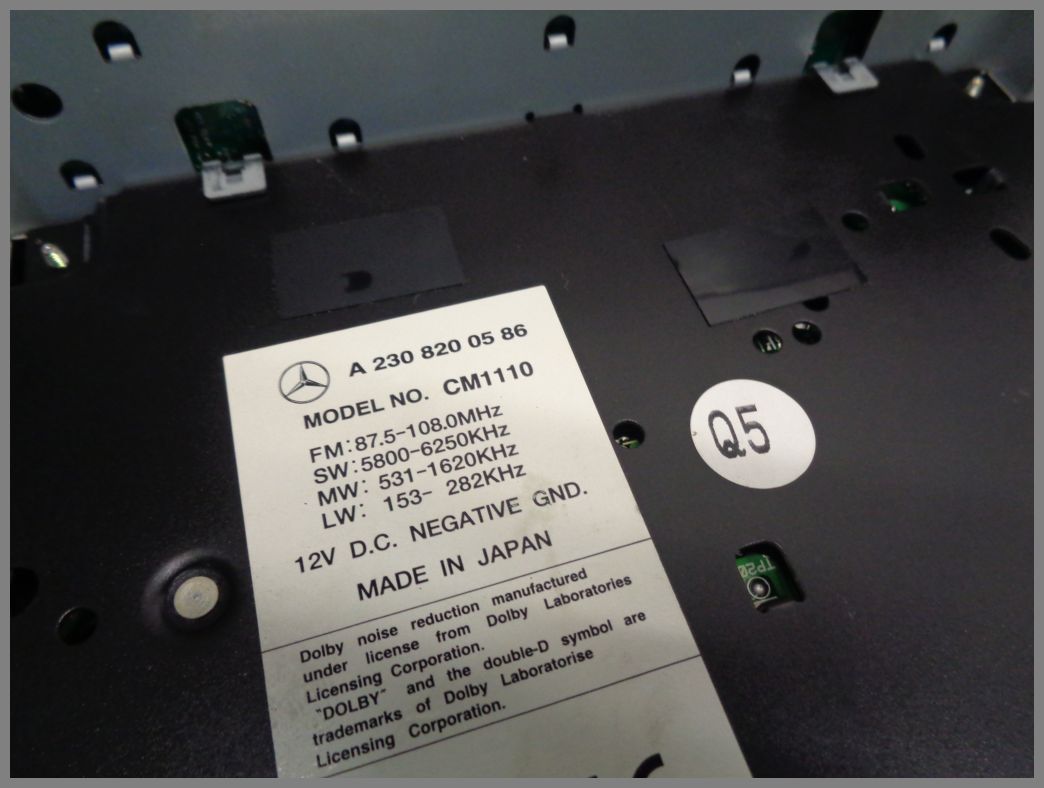 A 230 820 05 86
MODEL NO. CM1110
FM:87.5-108.0MHz
SW:5800-6250KHz
MW: 531-1620KHz
LW: 153- 282KHz
12V D.C. NEGATIVE GND.
MADE IN JAPAN
Dolby noise reduction manufactured
under license from Dolby Laboratories
Licensing Corporation.
"DOLBY" and the double-D symbol are
trademarks of Dolby Laboratorise
Licensing Corporation.
Q5
TP20